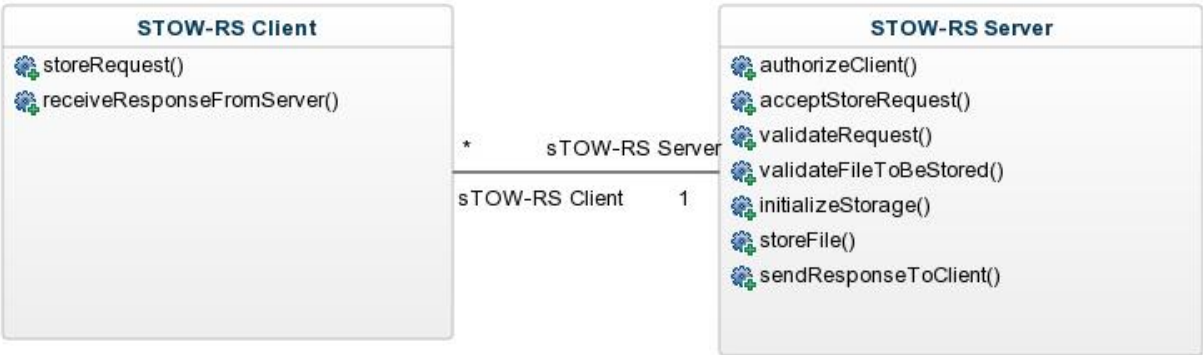 STOW-RS Client
storeRequest()
receiveResponseFromServer()
* sTOW-RS Server
sTOW-RS Client 1
STOW-RS Server
authorizeClient()
acceptStoreRequest()
validateRequest()
validateFileToBeStored()
initializeStorage()
storeFile()
sendResponseToClient()